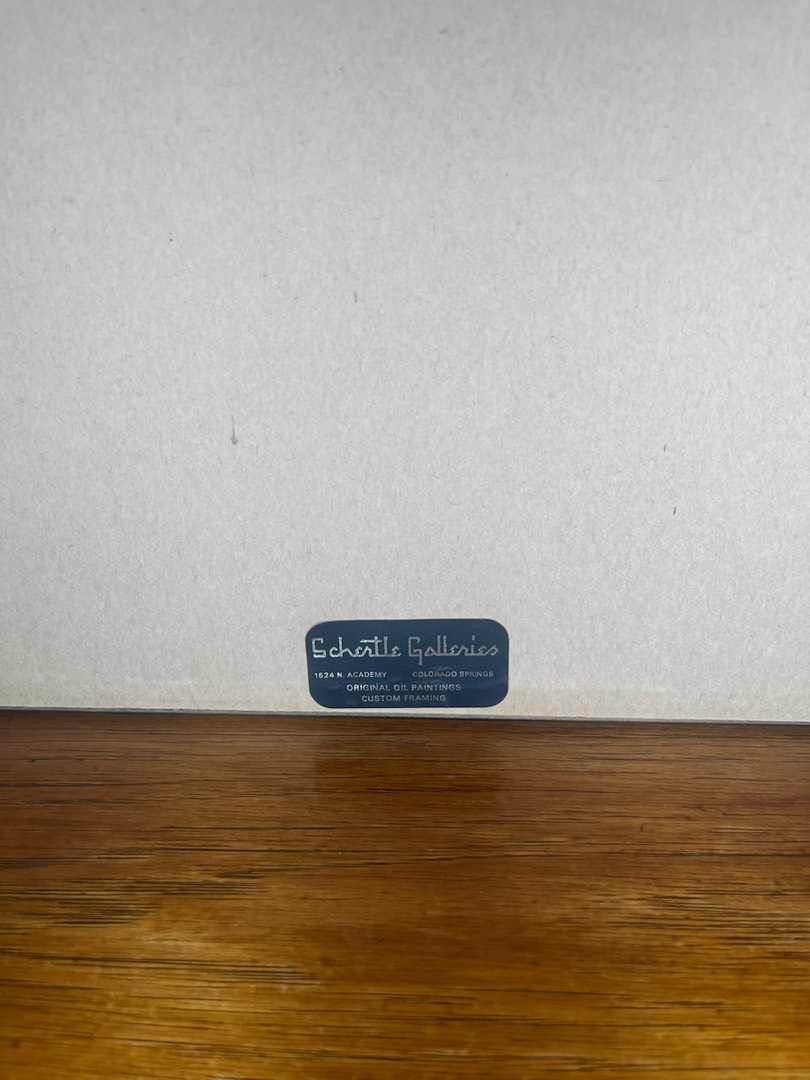 Schertle Galleries
1624 N. ACADEMY COLORADO SPRINGS
ORIGINAL OIL PAINTINGS
CUSTOM FRAMING